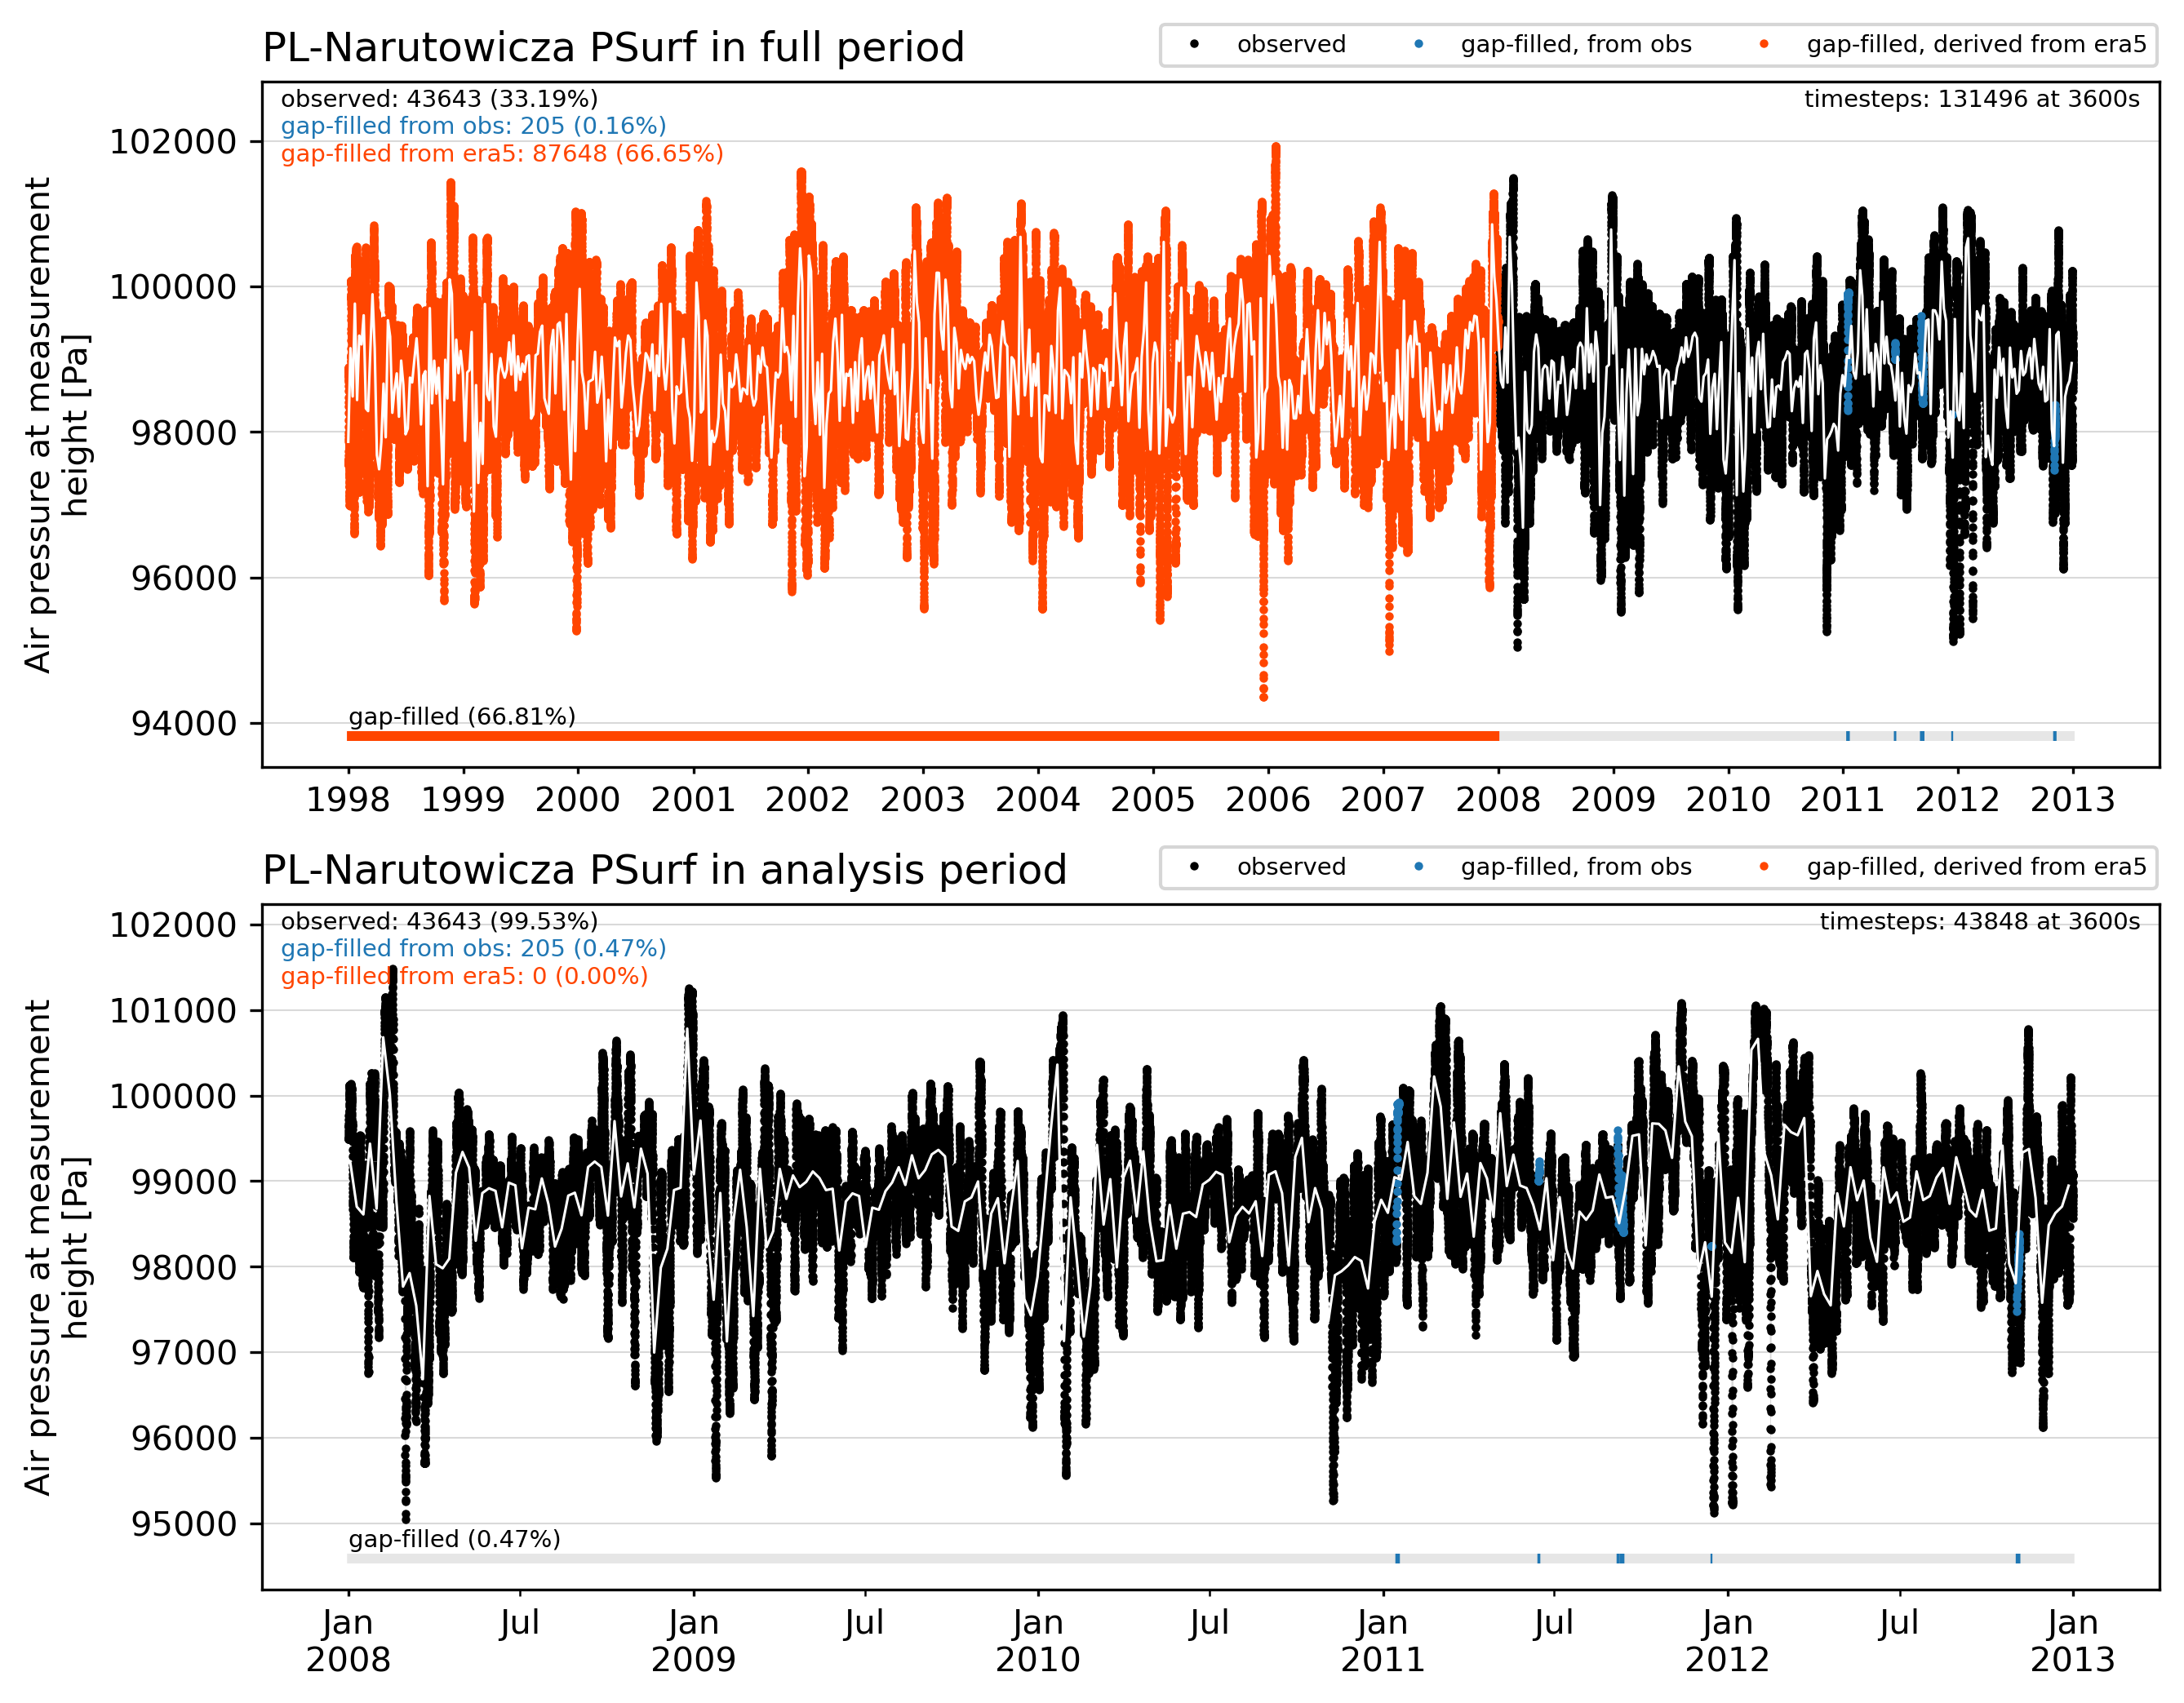 PL-Narutowicza PSurf in full period
observed
gap-filled, from obs
gap-filled, derived from era5
observed: 43643 (33.19%)
gap-filled from obs: 205 (0.16%)
gap-filled from era5: 87648 (66.65%)
timesteps: 131496 at 3600s
Air pressure at measurement
height [Pa]
102000
100000
98000
96000
94000
gap-filled (66.81%)
1998 1999 2000 2001 2002 2003 2004 2005 2006 2007 2008 2009 2010 2011 2012 2013
PL-Narutowicza PSurf in analysis period
observed
gap-filled, from obs
gap-filled, derived from era5
observed: 43643 (99.53%)
gap-filled from obs: 205 (0.47%)
gap-filled from era5: 0 (0.00%)
timesteps: 43848 at 3600s
Air pressure at measurement
height [Pa]
102000
101000
100000
99000
98000
97000
96000
95000
gap-filled (0.47%)
Jan Jul Jan Jul Jan Jul Jan Jul Jan Jul Jan
2008 2009 2010 2011 2012 2013